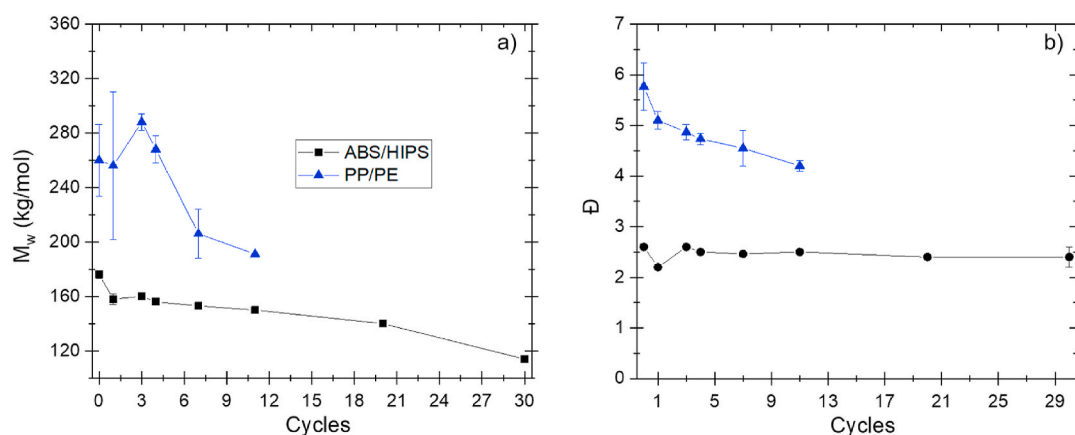 360
320
280
240
200
160
120
0 3 6 9 12 15 18 21 24 27 30
Cycles
M_w (kg/mol)
a)
ABS/HIPS
PP/PE
7
6
5
4
3
2
1
0
1 5 9 13 17 21 25 29
Cycles
Đ
b)